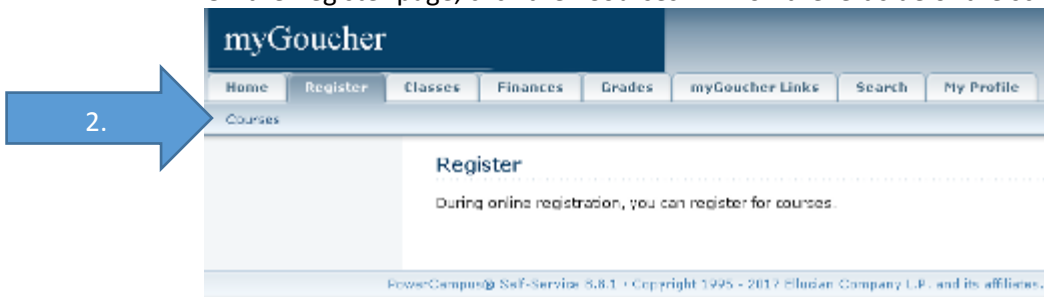 myGoucher
Home Register Classes Finances Grades myGoucher Links Search My Profile
2.
Courses
Register
During online registration, you can register for courses.
PowerCampus® Self-Service 8.8.1 · Copyright 1995 - 2017 Ellucian Company L.P. and its affiliates.